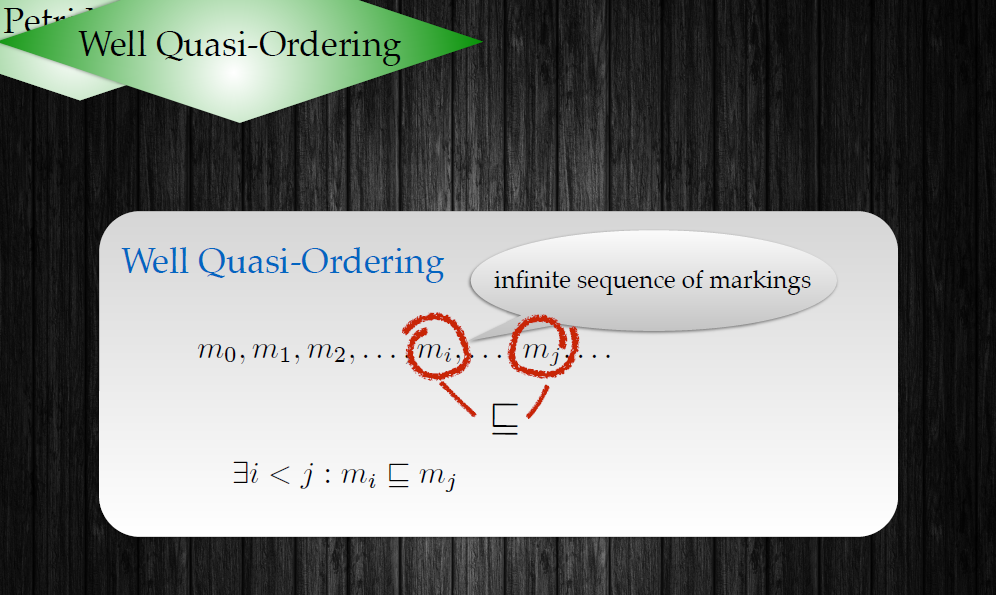 Well Quasi-Ordering
Well Quasi-Ordering
infinite sequence of markings
m₀, m₁, m₂, .... mᵢ, ... mⱼ, ...
⊑
∃i < j : mᵢ ⊑ mⱼ